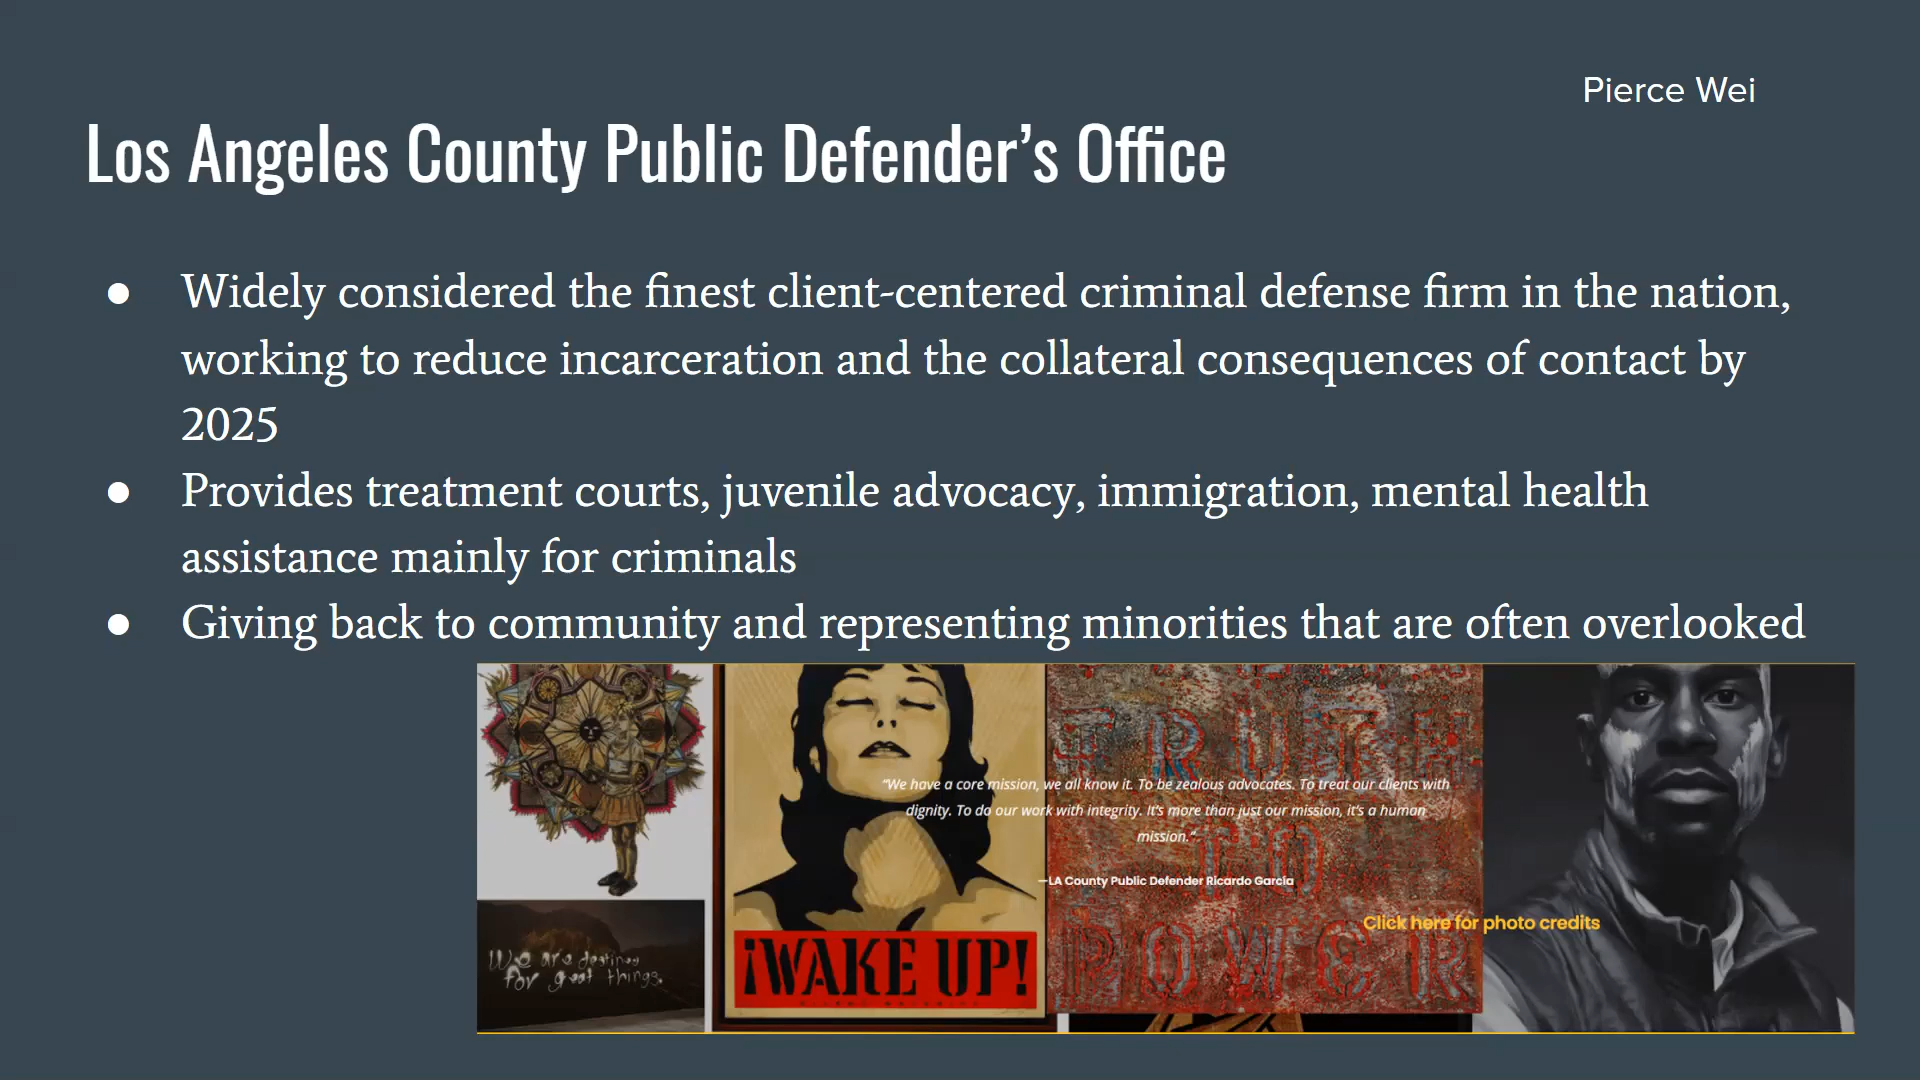 Pierce Wei
Los Angeles County Public Defender’s Office
● Widely considered the finest client-centered criminal defense firm in the nation,
working to reduce incarceration and the collateral consequences of contact by
2025
● Provides treatment courts, juvenile advocacy, immigration, mental health
assistance mainly for criminals
● Giving back to community and representing minorities that are often overlooked
TRUTH
“We have a core mission, we all know it. To be zealous advocates. To treat our clients with
dignity. To do our work with integrity. It’s more than just our mission, it’s a human
mission.”
TO
—LA County Public Defender Ricardo García
Click here for photo credits
POWER
We are destined
for great things.
¡WAKE UP!